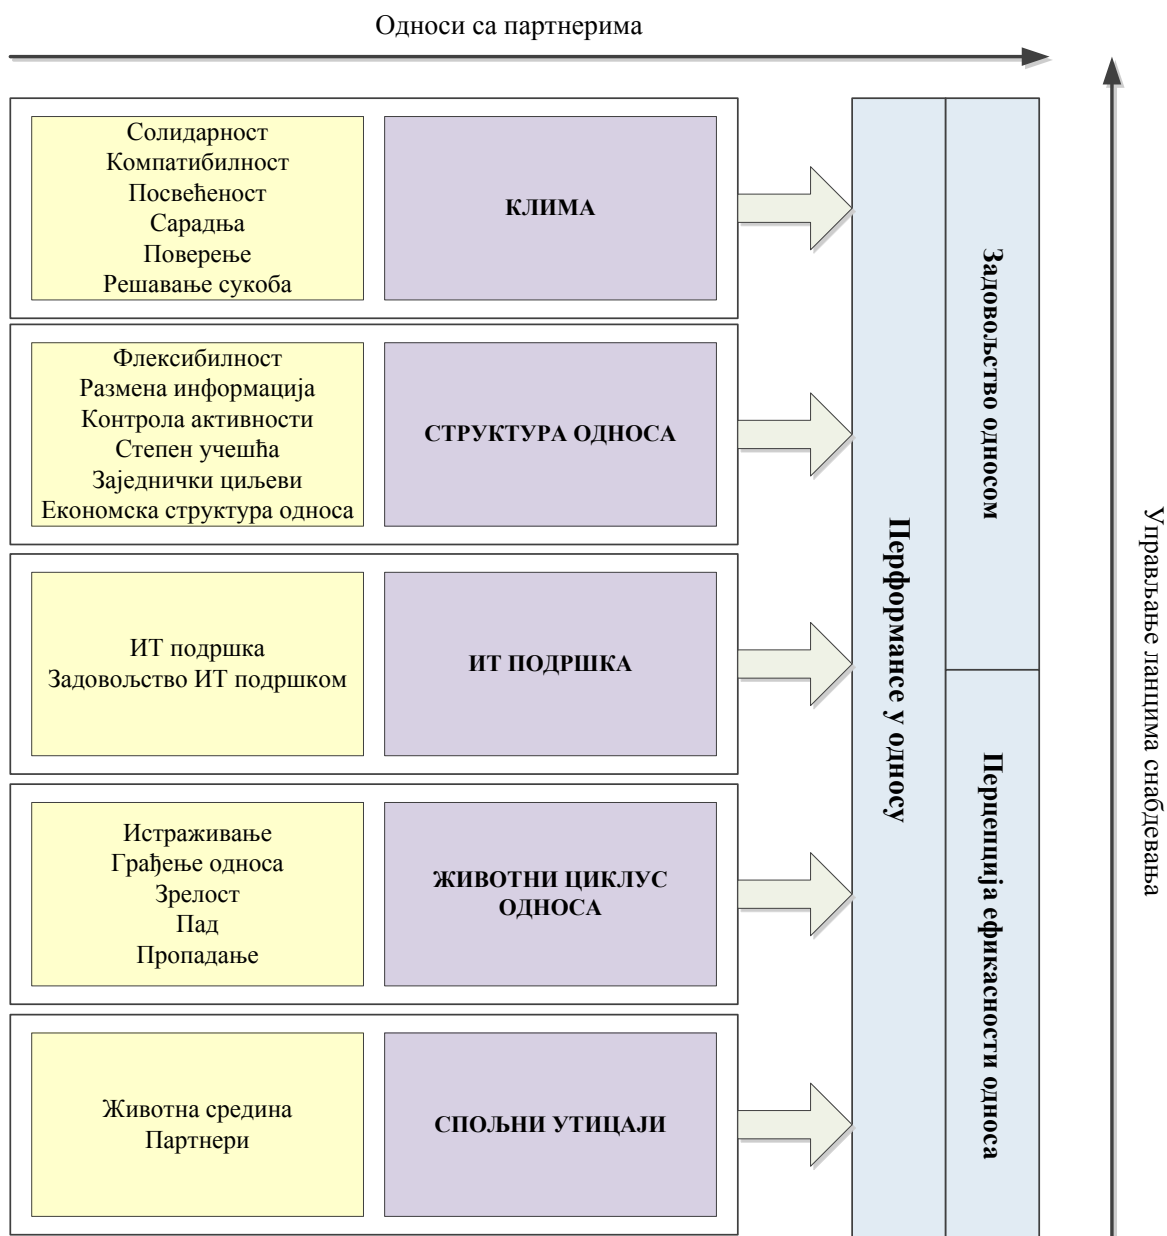 Односи са партнерима
Солидарност
Компатибилност
Посвећеност
Сарадња
Поверење
Решавање сукоба
КЛИМА
Флексибилност
Размена информација
Контрола активности
Степен учешћа
Заједнички циљеви
Економска структура односа
СТРУКТУРА ОДНОСА
ИТ подршка
Задовољство ИТ подршком
ИТ ПОДРШКА
Истраживање
Грађење односа
Зрелост
Пад
Пропадање
ЖИВОТНИ ЦИКЛУС
ОДНОСА
Животна средина
Партнери
СПОЉНИ УТИЦАЈИ
Перформансе у односу
Задовољство односом
Перцепција ефикасности односа
Управљање ланцима снабдевања